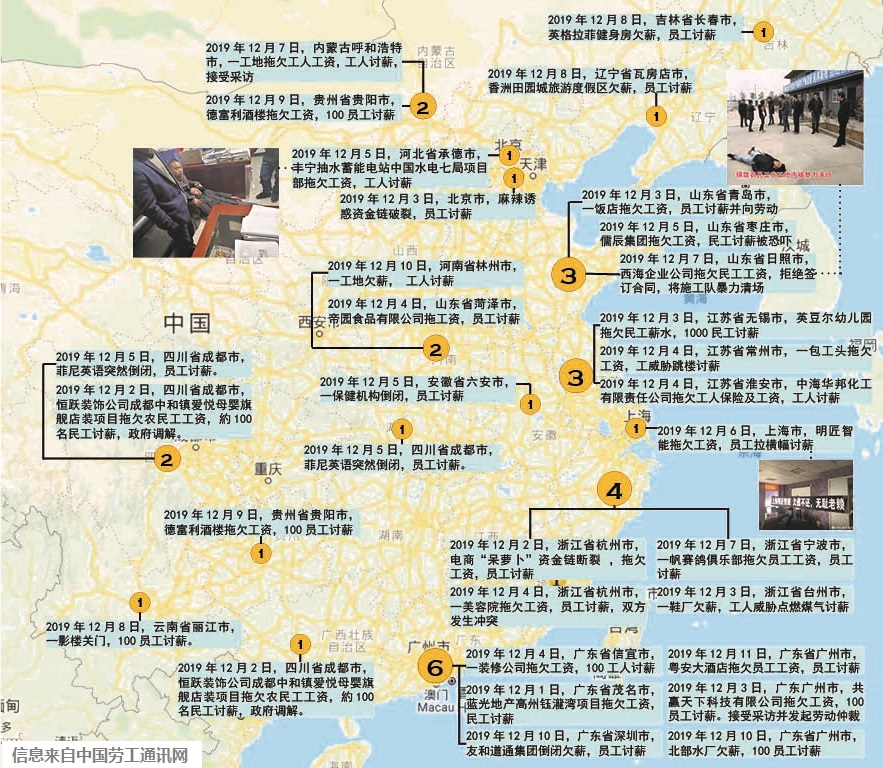 2019 年 12 月 8 日，吉林省长春市，
英格拉菲健身房欠薪，员工讨薪
1
吉林
2019 年 12 月 7 日，内蒙古呼和浩特
市，一工地拖欠工人工资，工人讨薪，
接受采访
内蒙古
自治区
2019 年 12 月 9 日，贵州省贵阳市，
德富利酒楼拖欠工资，100 员工讨薪
2
2019 年 12 月 8 日，辽宁省瓦房店市，
香洲田园城旅游度假区欠薪，员工讨薪
1
辽宁
北京
天津
2019 年 12 月 5 日，河北省承德市，
丰宁抽水蓄能电站中国水电七局项目
部拖欠工资，工人讨薪
1
2019 年 12 月 3 日，北京市，麻辣诱
惑资金链破裂，员工讨薪
1
2019 年 12 月 3 日，山东省青岛市，
一饭店拖欠工资，员工讨薪并向劳动
2019 年 12 月 5 日，山东省枣庄市，
儒辰集团拖欠工资，民工讨薪被恐吓
2019 年 12 月 7 日，山东省日照市，
西海企业公司拖欠民工工资，拒绝签
订合同，将施工队暴力清场
3
汉城
黄海
山西
自治区
青海
中国
西安市
2019 年 12 月 10 日，河南省林州市，
一工地欠薪， 工人讨薪
2019 年 12 月 4 日，山东省菏泽市，
帝园食品有限公司拖工资，员工讨薪
2
河南
2019 年 12 月 3 日，江苏省无锡市，英豆尔幼儿园
拖欠民工薪水，1000 民工讨薪
2019 年 12 月 4 日，江苏省常州市，一包工头拖欠
工资，工威胁跳楼讨薪
2019 年 12 月 4 日，江苏省淮安市，中海华邦化工
有限责任公司拖欠工人保险及工资，工人讨薪
3
福冈
2019 年 12 月 5 日，四川省成都市，
菲尼英语突然倒闭，员工讨薪。
2019 年 12 月 2 日，四川省成都市，
恒跃装饰公司成都中和镇爱悦母婴旗
舰店装项目拖欠农民工工资，約 100
名民工讨薪，政府调解。
2
2019 年 12 月 5 日，安徽省六安市，
一保健机构倒闭，员工讨薪
1
安徽
1
2019 年 12 月 5 日，四川省成都市，
菲尼英语突然倒闭，员工讨薪。
上海
1
2019 年 12 月 6 日，上海市，明匠智
能拖欠工资，员工拉横幅讨薪
重庆
欠债不还，无耻老赖
4
2019 年 12 月 9 日，贵州省贵阳市，
德富利酒楼拖欠工资，100 员工讨薪
1
湖南
江西
2019 年 12 月 2 日，浙江省杭州市，
电商“呆萝卜”资金链断裂 ，拖欠
工资，员工讨薪
2019 年 12 月 7 日，浙江省宁波市，
一帆赛鸽俱乐部拖欠员工工资，员工
讨薪
2019 年 12 月 4 日，浙江省杭州市，
一美容院拖欠工资，员工讨薪，双方
发生冲突
2019 年 12 月 3 日，浙江省台州市，
一鞋厂欠薪，工人威胁点燃煤气讨薪
台湾
1
2019 年 12 月 8 日，云南省丽江市，
一影楼关门，100 员工讨薪。
广西壮族
自治区
1
2019 年 12 月 2 日，四川省成都市，
恒跃装饰公司成都中和镇爱悦母婴旗
舰店装项目拖欠农民工工资，約 100
名民工讨薪，政府调解。
广州市
广东
6
澳门
Macau
2019 年 12 月 4 日，广东省信宜市，
一装修公司拖欠工资，100 工人讨薪
2019 年 12 月 1 日，广东省茂名市，
蓝光地产高州钰灌湾项目拖欠工资，
民工讨薪
2019 年 12 月 10 日，广东省深圳市，
友和道通集团倒闭欠薪，员工讨薪
2019 年 12 月 11 日，广东省广州市，
粤安大酒店拖欠员工工资，员工讨薪
2019 年 12 月 3 日，广东广州市，共
赢天下科技有限公司拖欠工资，100
员工讨薪。接受采访并发起劳动仲裁
2019 年 12 月 10 日，广东省广州市，
北部水厂欠薪，100 员工讨薪
海南
信息来自中国劳工通讯网